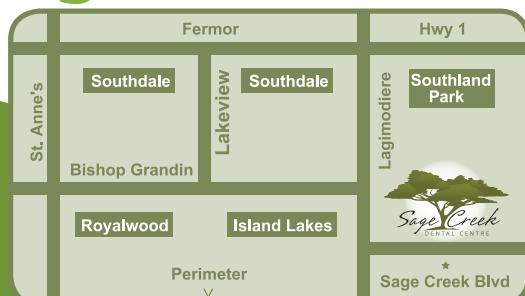 Fermor
Hwy 1
St. Anne's
Southdale
Lakeview
Southdale
Lagimodiere
Southland
Park
Bishop Grandin
Sage Creek
DENTAL CENTRE
Royalwood
Island Lakes
Perimeter
Sage Creek Blvd